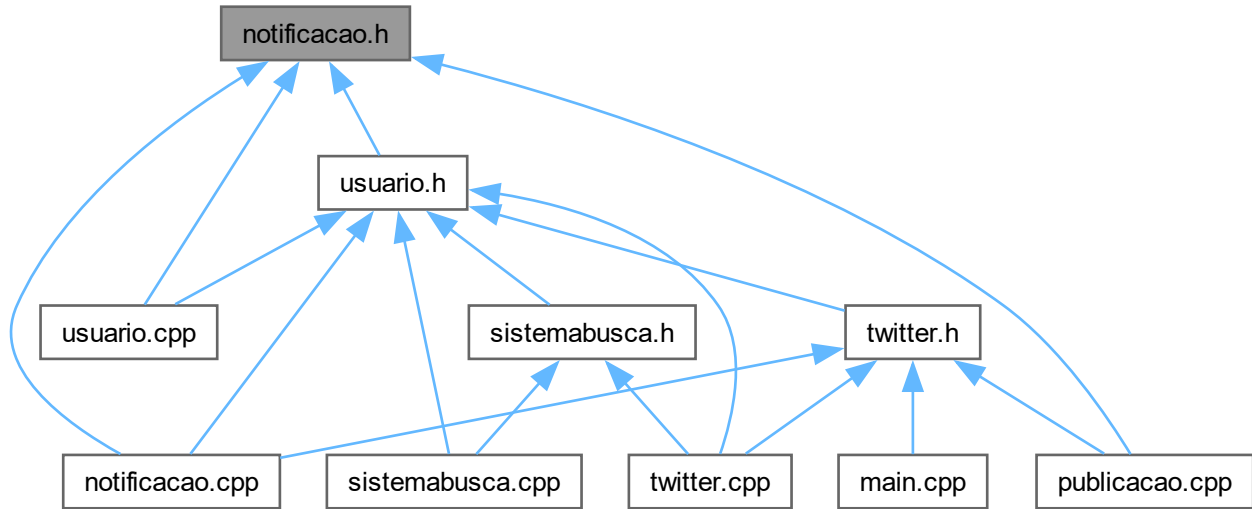 notificacao.h
usuario.h
usuario.cpp
sistemabusca.h
twitter.h
notificacao.cpp
sistemabusca.cpp
twitter.cpp
main.cpp
publicacao.cpp